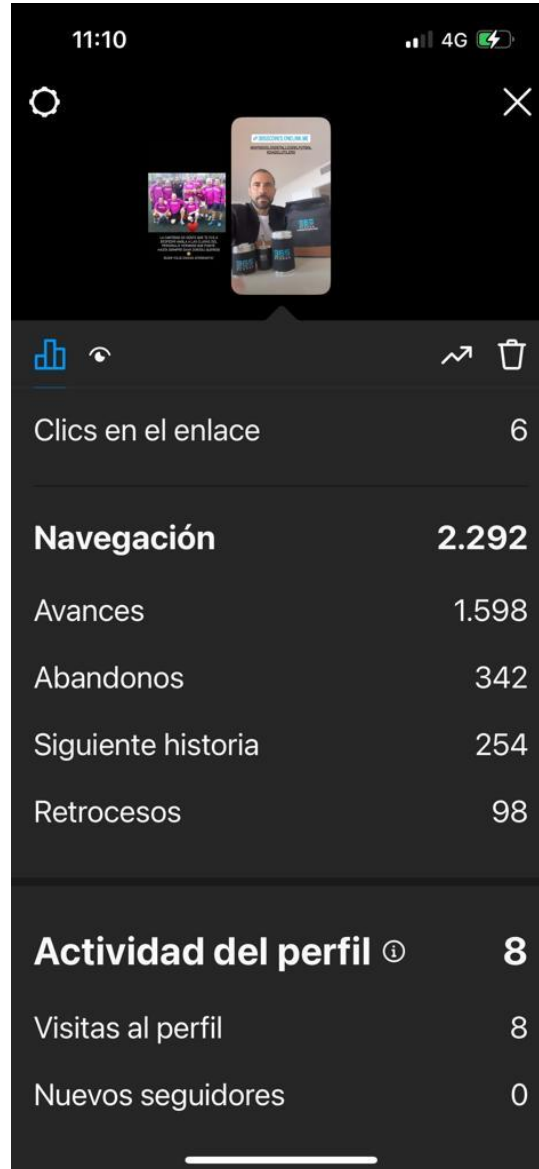 11:10
4G
Clics en el enlace 6
Navegación 2.292
Avances 1.598
Abandonos 342
Siguiente historia 254
Retrocesos 98
Actividad del perfil 8
Visitas al perfil 8
Nuevos seguidores 0